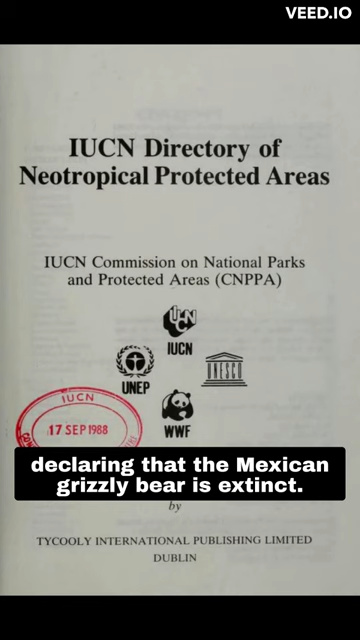 VEED.IO
IUCN Directory of
Neotropical Protected Areas
IUCN Commission on National Parks
and Protected Areas (CNPPA)
IUCN
UNEP
UNESCO
WWF
IUCN
17 SEP 1988
declaring that the Mexican
grizzly bear is extinct.
by
TYCOOLY INTERNATIONAL PUBLISHING LIMITED
DUBLIN